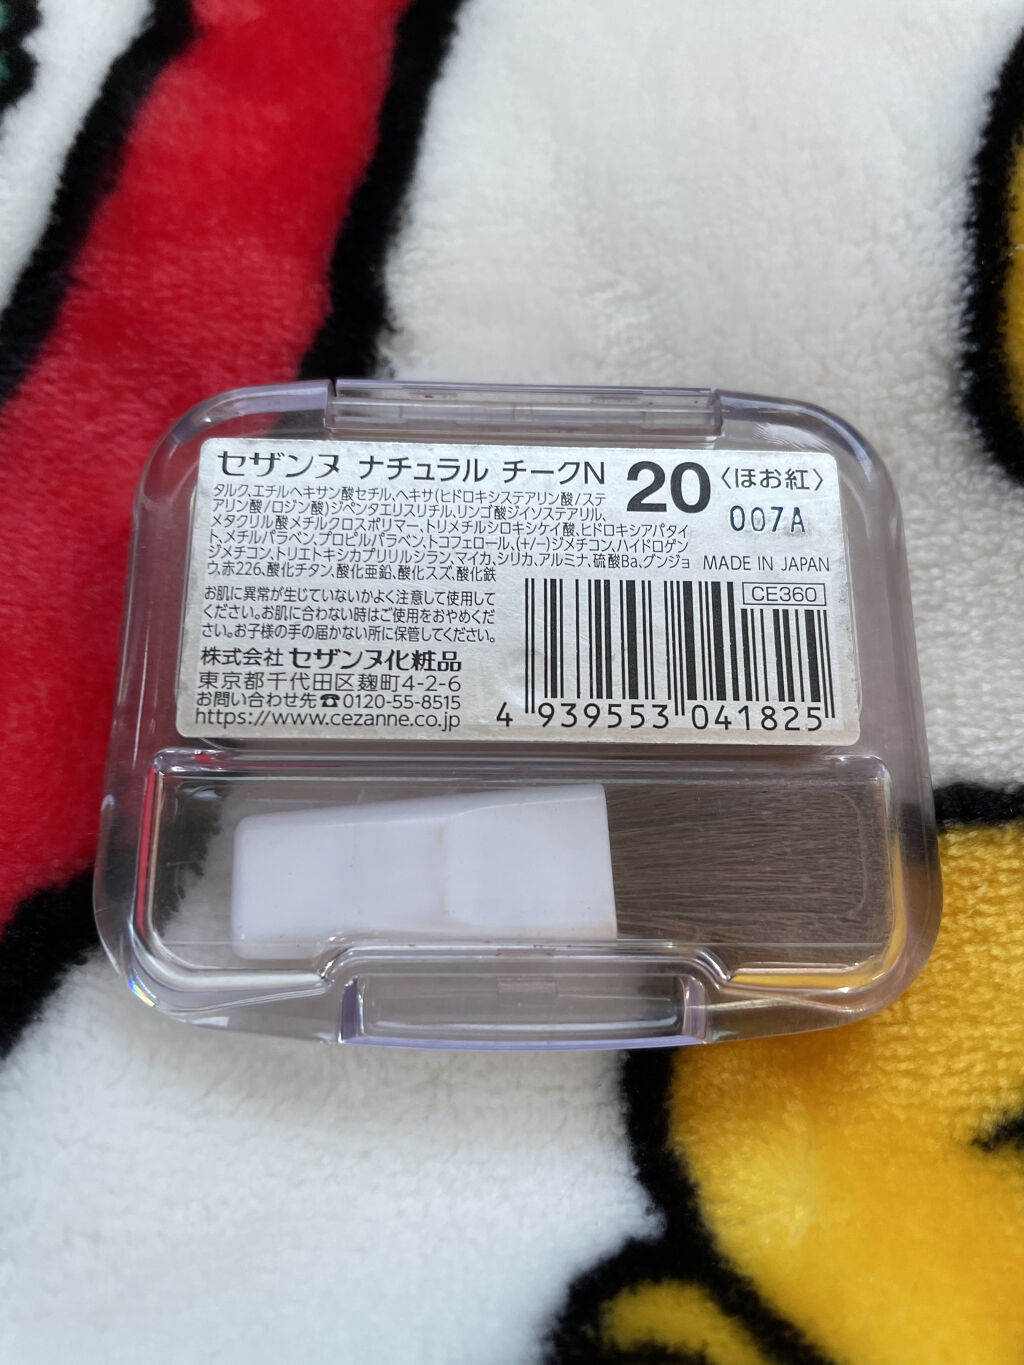 セザンヌ ナチュラル チークN 20 〈ほお紅〉
007A
タルク、エチルヘキサン酸セチル、ヘキサ(ヒドロキシステアリン酸/ステ
アリン酸/ロジン酸)ジペンタエリスリチル、リンゴ酸ジイソステアリル、
メタクリル酸メチルクロスポリマー、トリメチルシロキシケイ酸、ヒドロキシアパタイ
ト、メチルパラベン、プロピルパラベン、トコフェロール、(+/−)ジメチコン、ハイドロゲン
ジメチコン、トリエトキシカプリリルシラン、マイカ、シリカ、アルミナ、硫酸Ba、グンジョ
ウ、赤226、酸化チタン、酸化亜鉛、酸化スズ、酸化鉄
MADE IN JAPAN
CE360
お肌に異常が生じていないかよく注意して使用して
ください。お肌に合わない時はご使用をおやめくだ
さい。お子様の手の届かない所に保管してください。
株式会社 セザンヌ化粧品
東京都千代田区麹町4-2-6
お問い合わせ先☎0120-55-8515
https://www.cezanne.co.jp
4 939553 041825